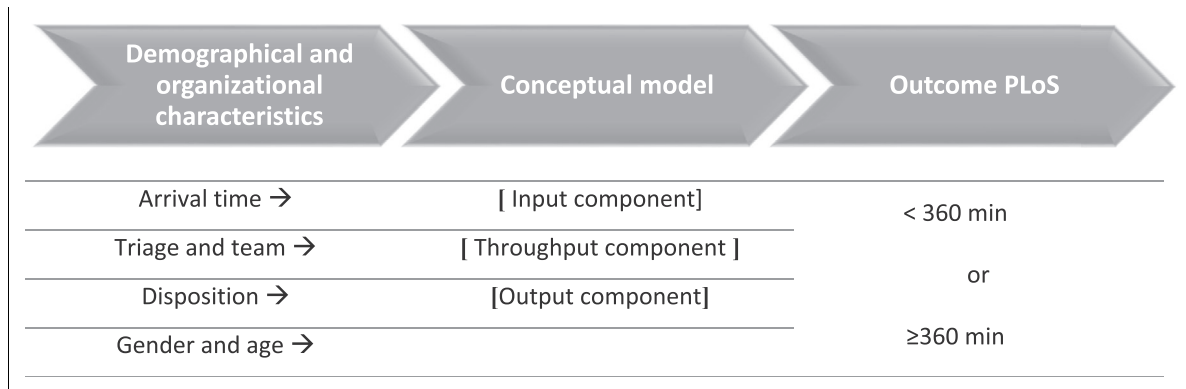 Demographical and
organizational
characteristics
Conceptual model
Outcome PLoS
Arrival time →
[ Input component]
Triage and team →
[ Throughput component ]
Disposition →
[Output component]
Gender and age →
< 360 min
or
≥360 min